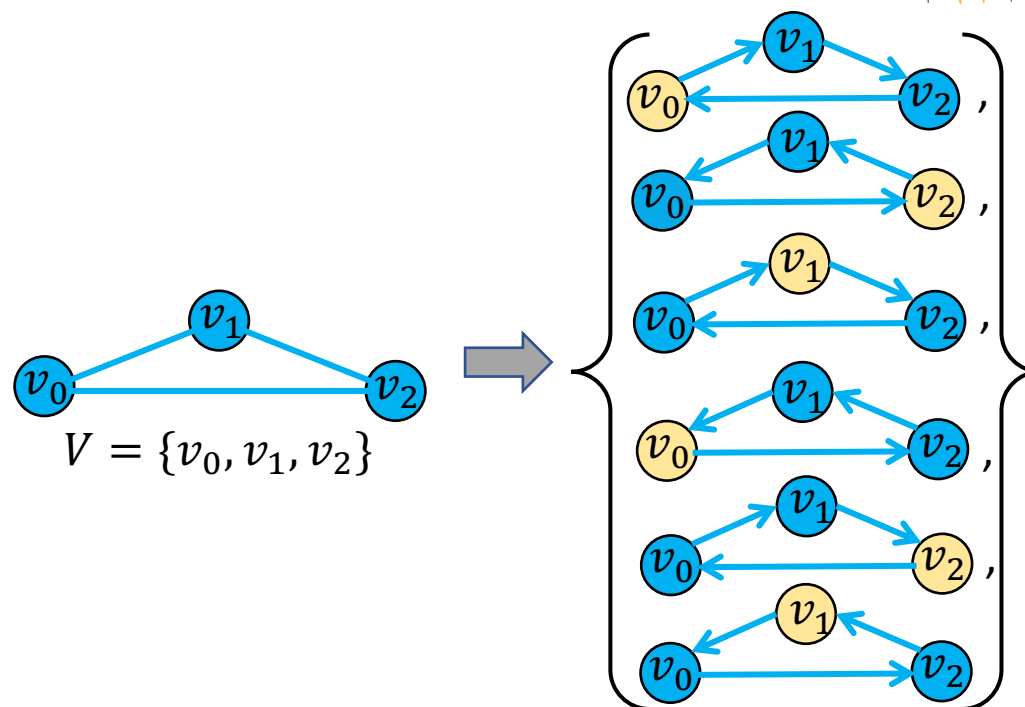 v₁
v₀ v₂ ,
v₁
v₀ v₂ ,
v₁
v₀ v₂ ,
v₁
v₀ v₂
V = {v₀, v₁, v₂}
v₁
v₀ v₂ ,
v₁
v₀ v₂ ,
v₁
v₀ v₂